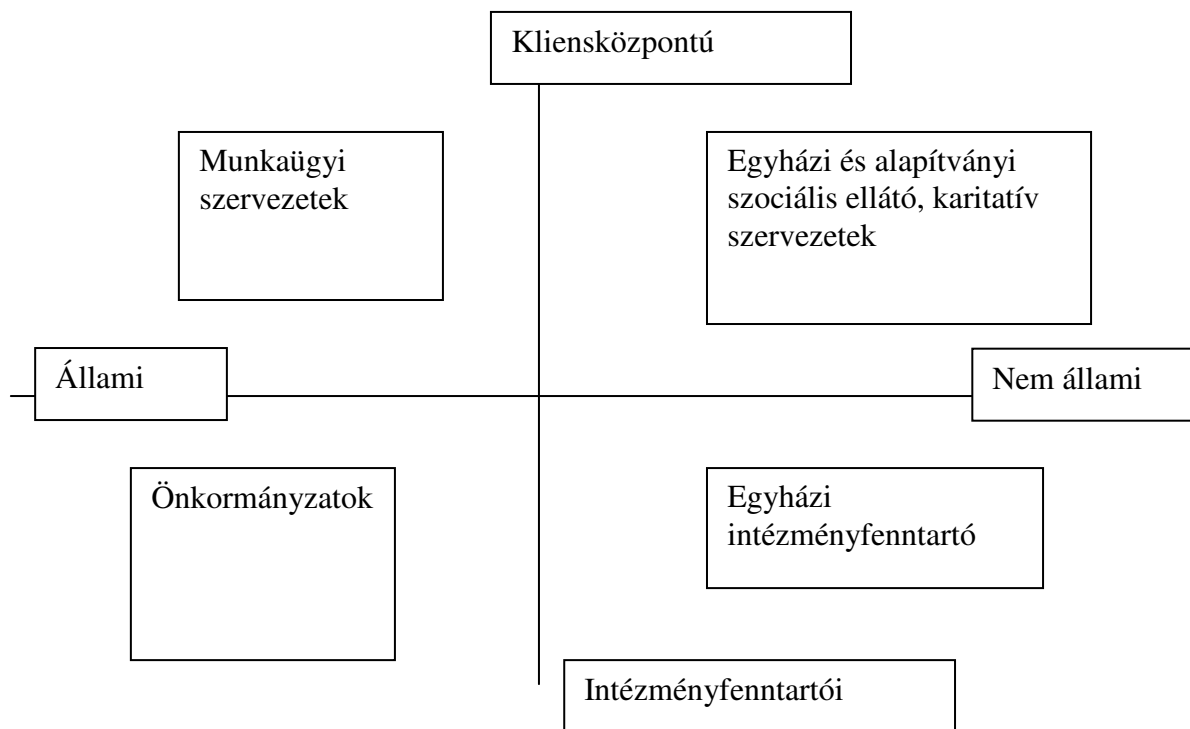 Kliensközpontú
Munkaügyi
szervezetek
Egyházi és alapítványi
szociális ellátó, karitatív
szervezetek
Állami
Nem állami
Önkormányzatok
Egyházi
intézményfenntartó
Intézményfenntartói